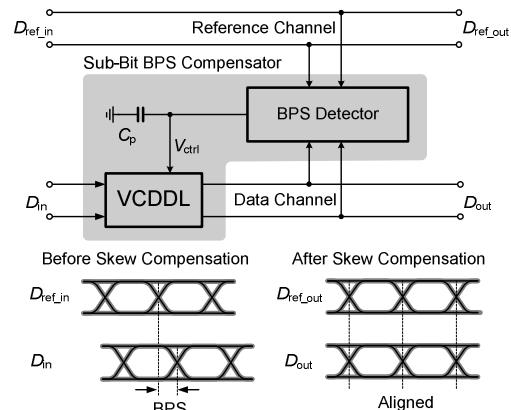 Reference Channel
Dref_in
Dref_out
Sub-Bit BPS Compensator
BPS Detector
Cp
Vctrl
VCDDL
Din
Data Channel
Dout
Before Skew Compensation
After Skew Compensation
Dref_in
Dref_out
Din
Dout
BPS
Aligned